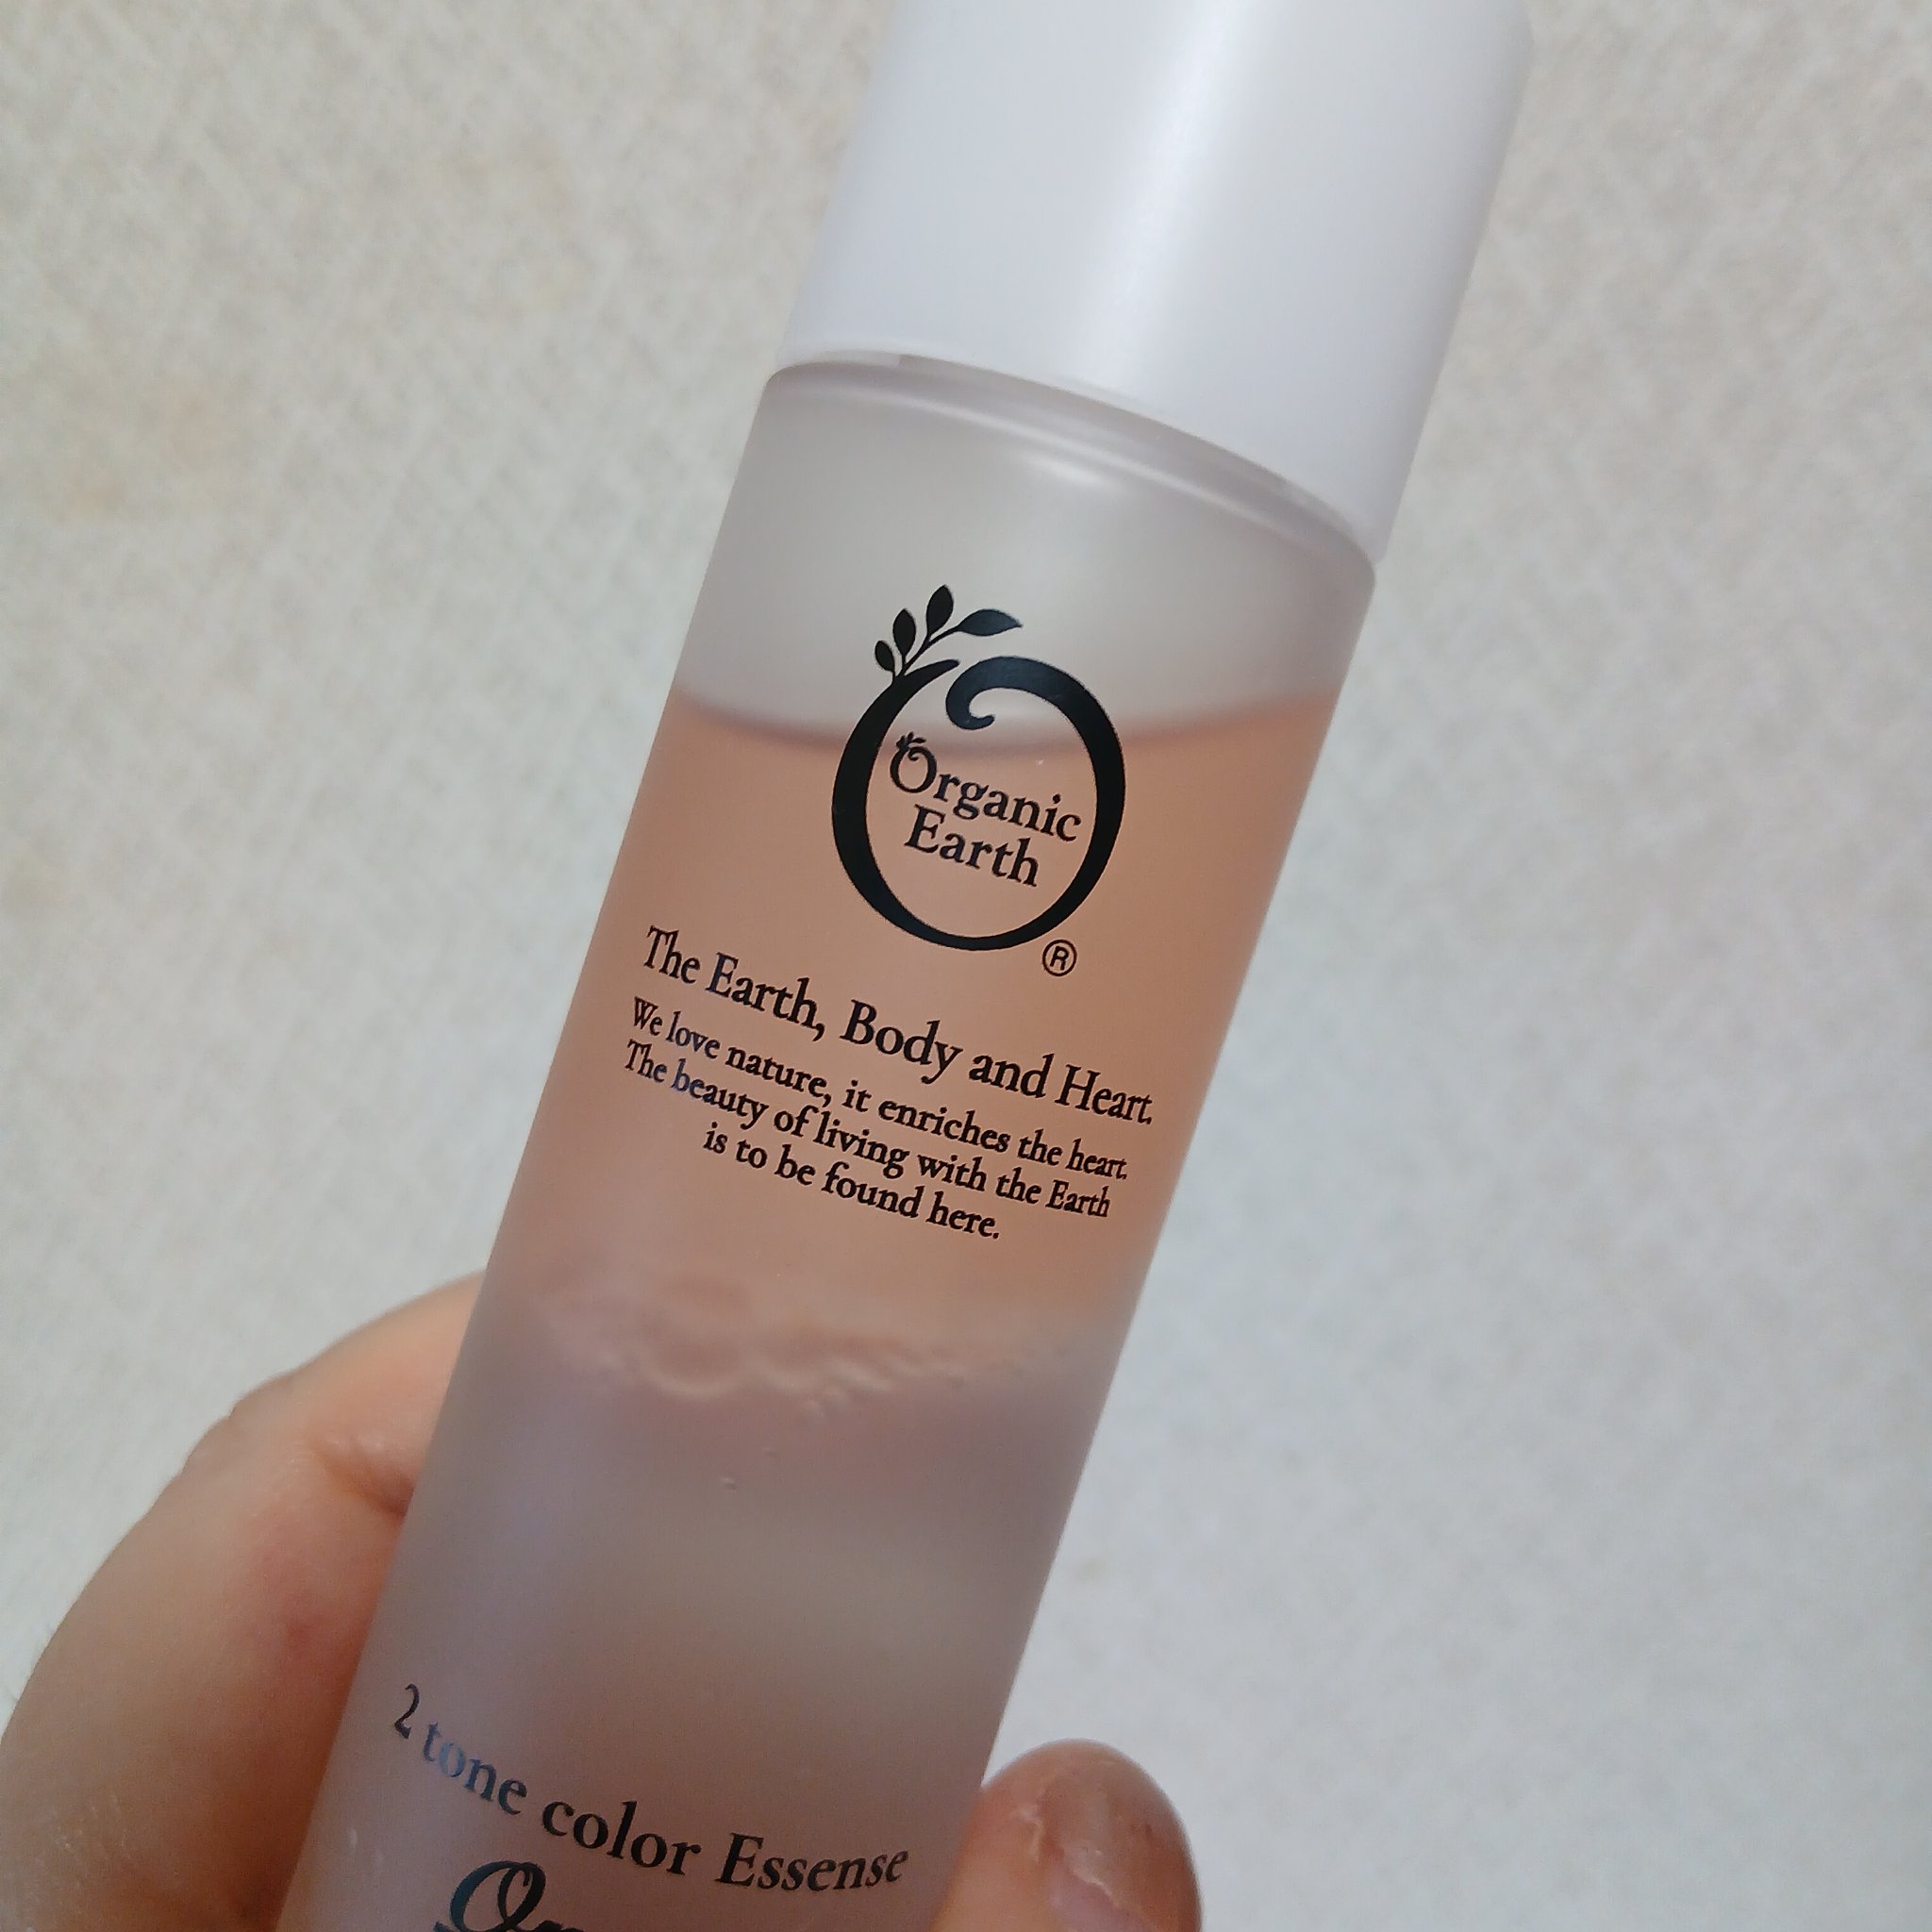 Organic
Earth
®
The Earth, Body and Heart.
We love nature, it enriches the heart.
The beauty of living with the Earth
is to be found here.
2 tone color Essense